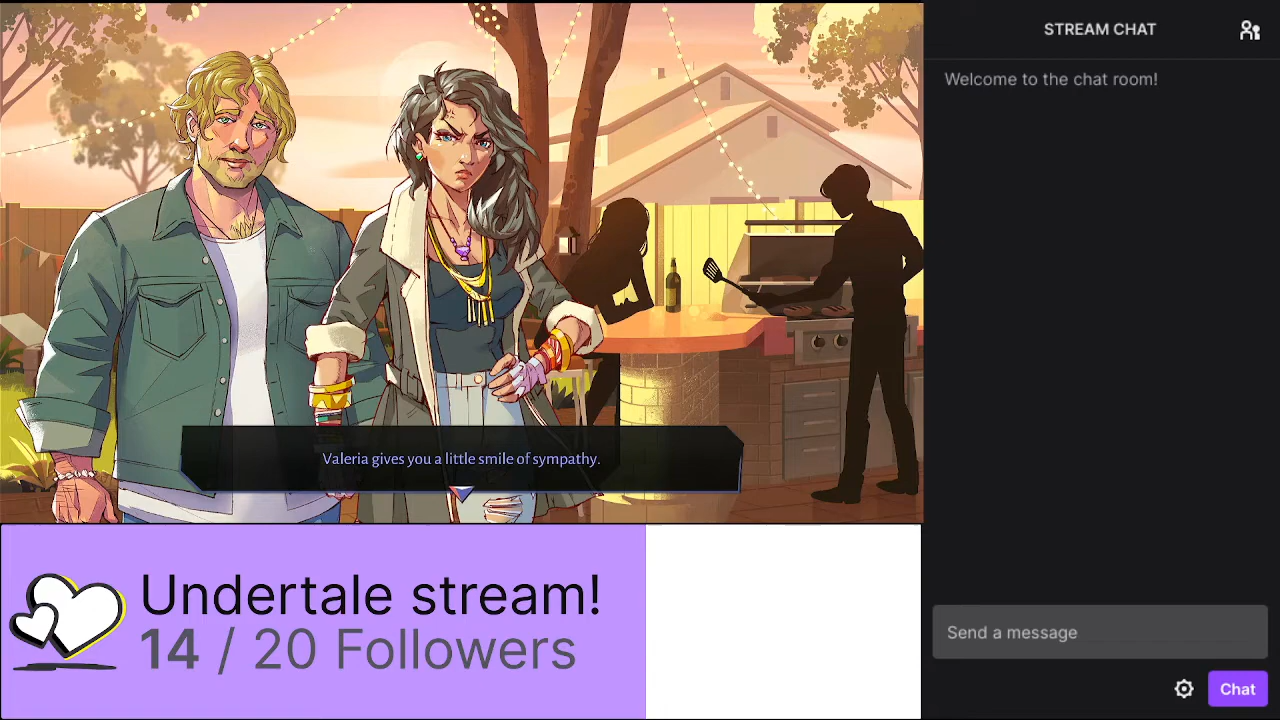 STREAM CHAT
Welcome to the chat room!
Valeria gives you a little smile of sympathy.
Undertale stream!
14 / 20 Followers
Send a message
Chat